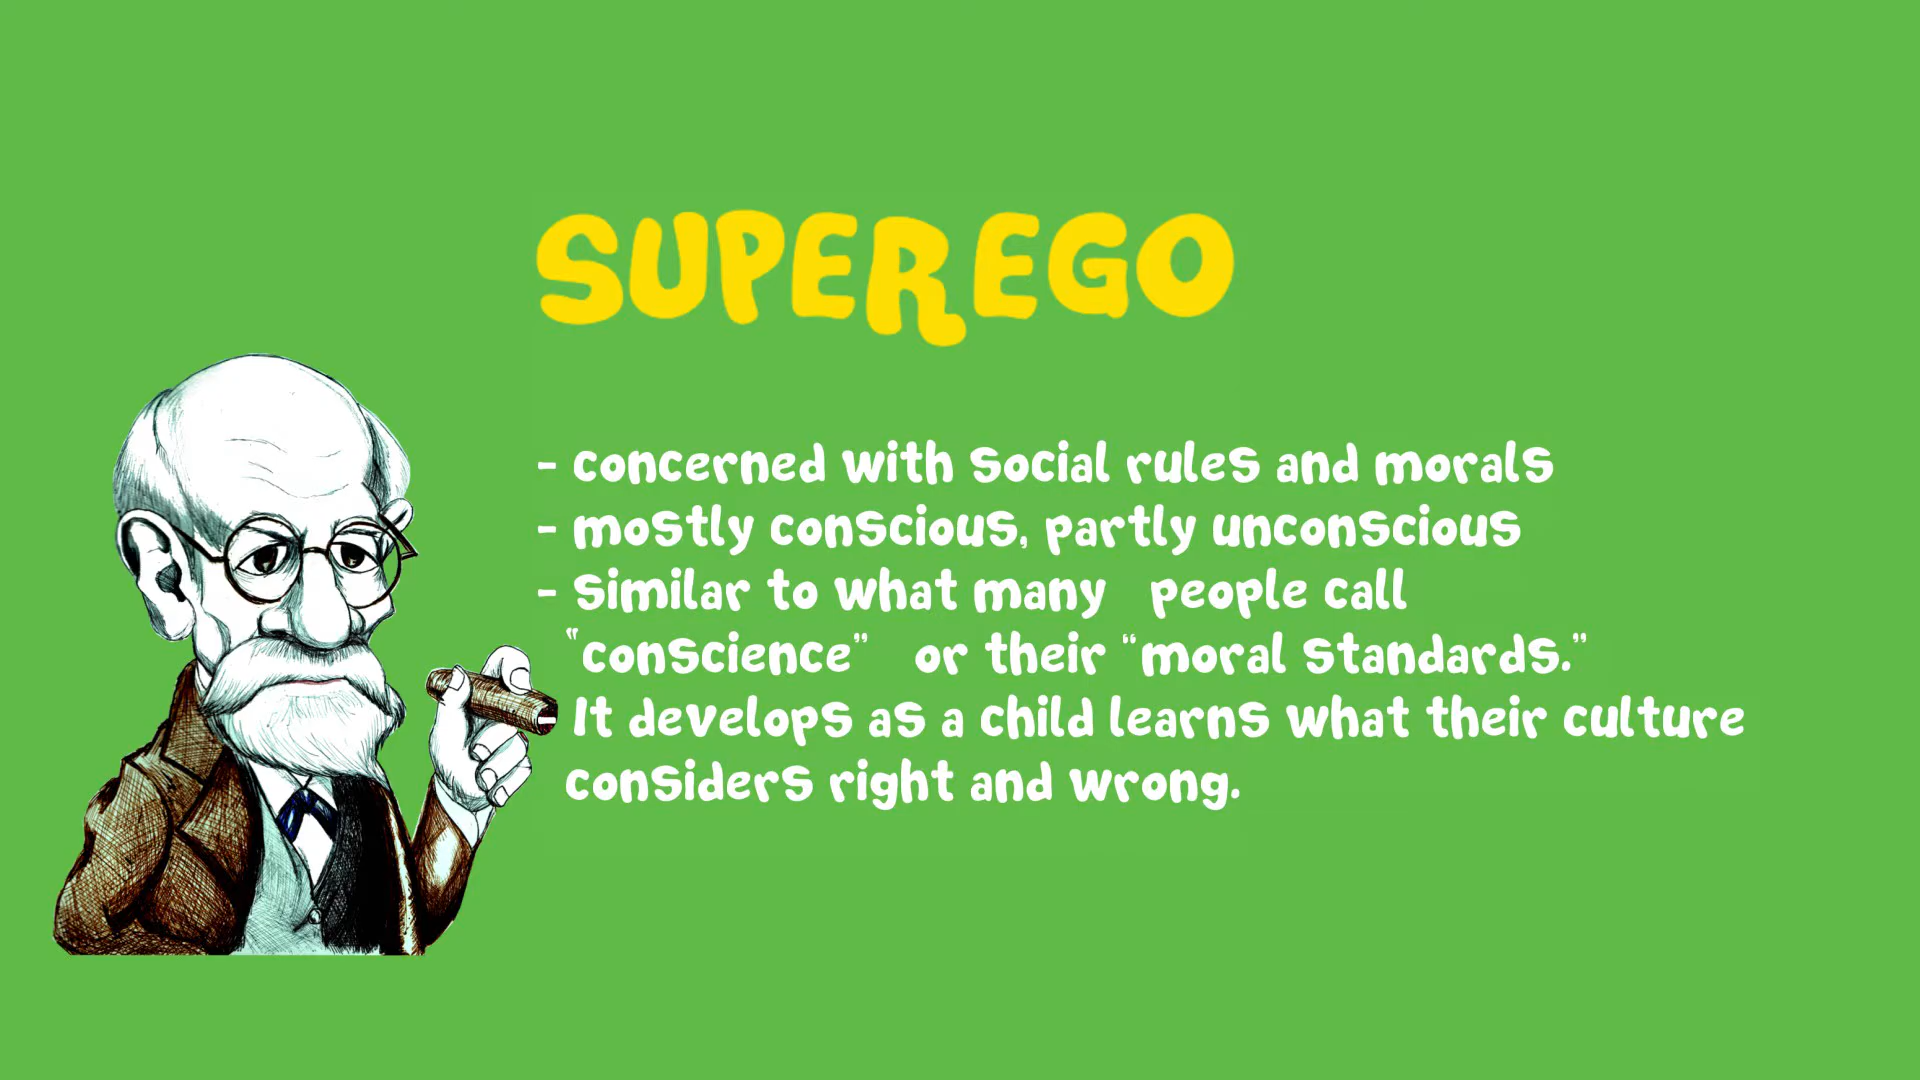 SUPEREGO
- concerned with social rules and morals
- mostly conscious, partly unconscious
- similar to what many people call
“conscience” or their “moral standards.”
- It develops as a child learns what their culture
considers right and wrong.